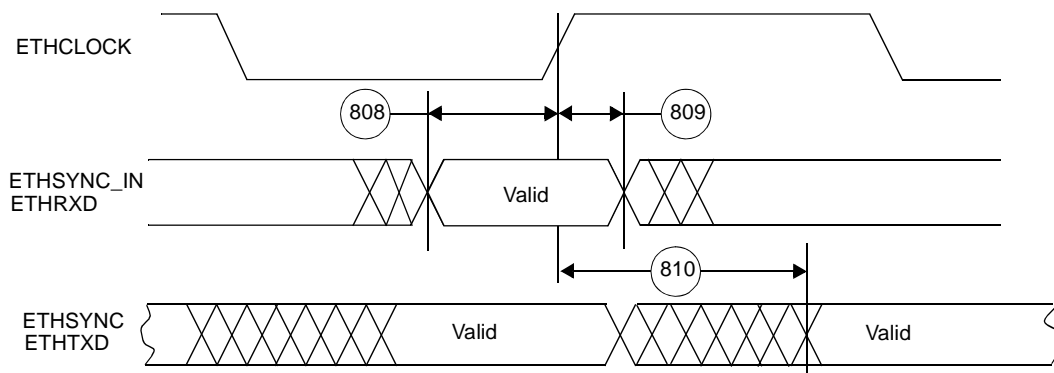 ETHCLOCK
808
809
ETHSYNC_IN
ETHRXD
Valid
810
ETHSYNC
ETHTXD
Valid
Valid